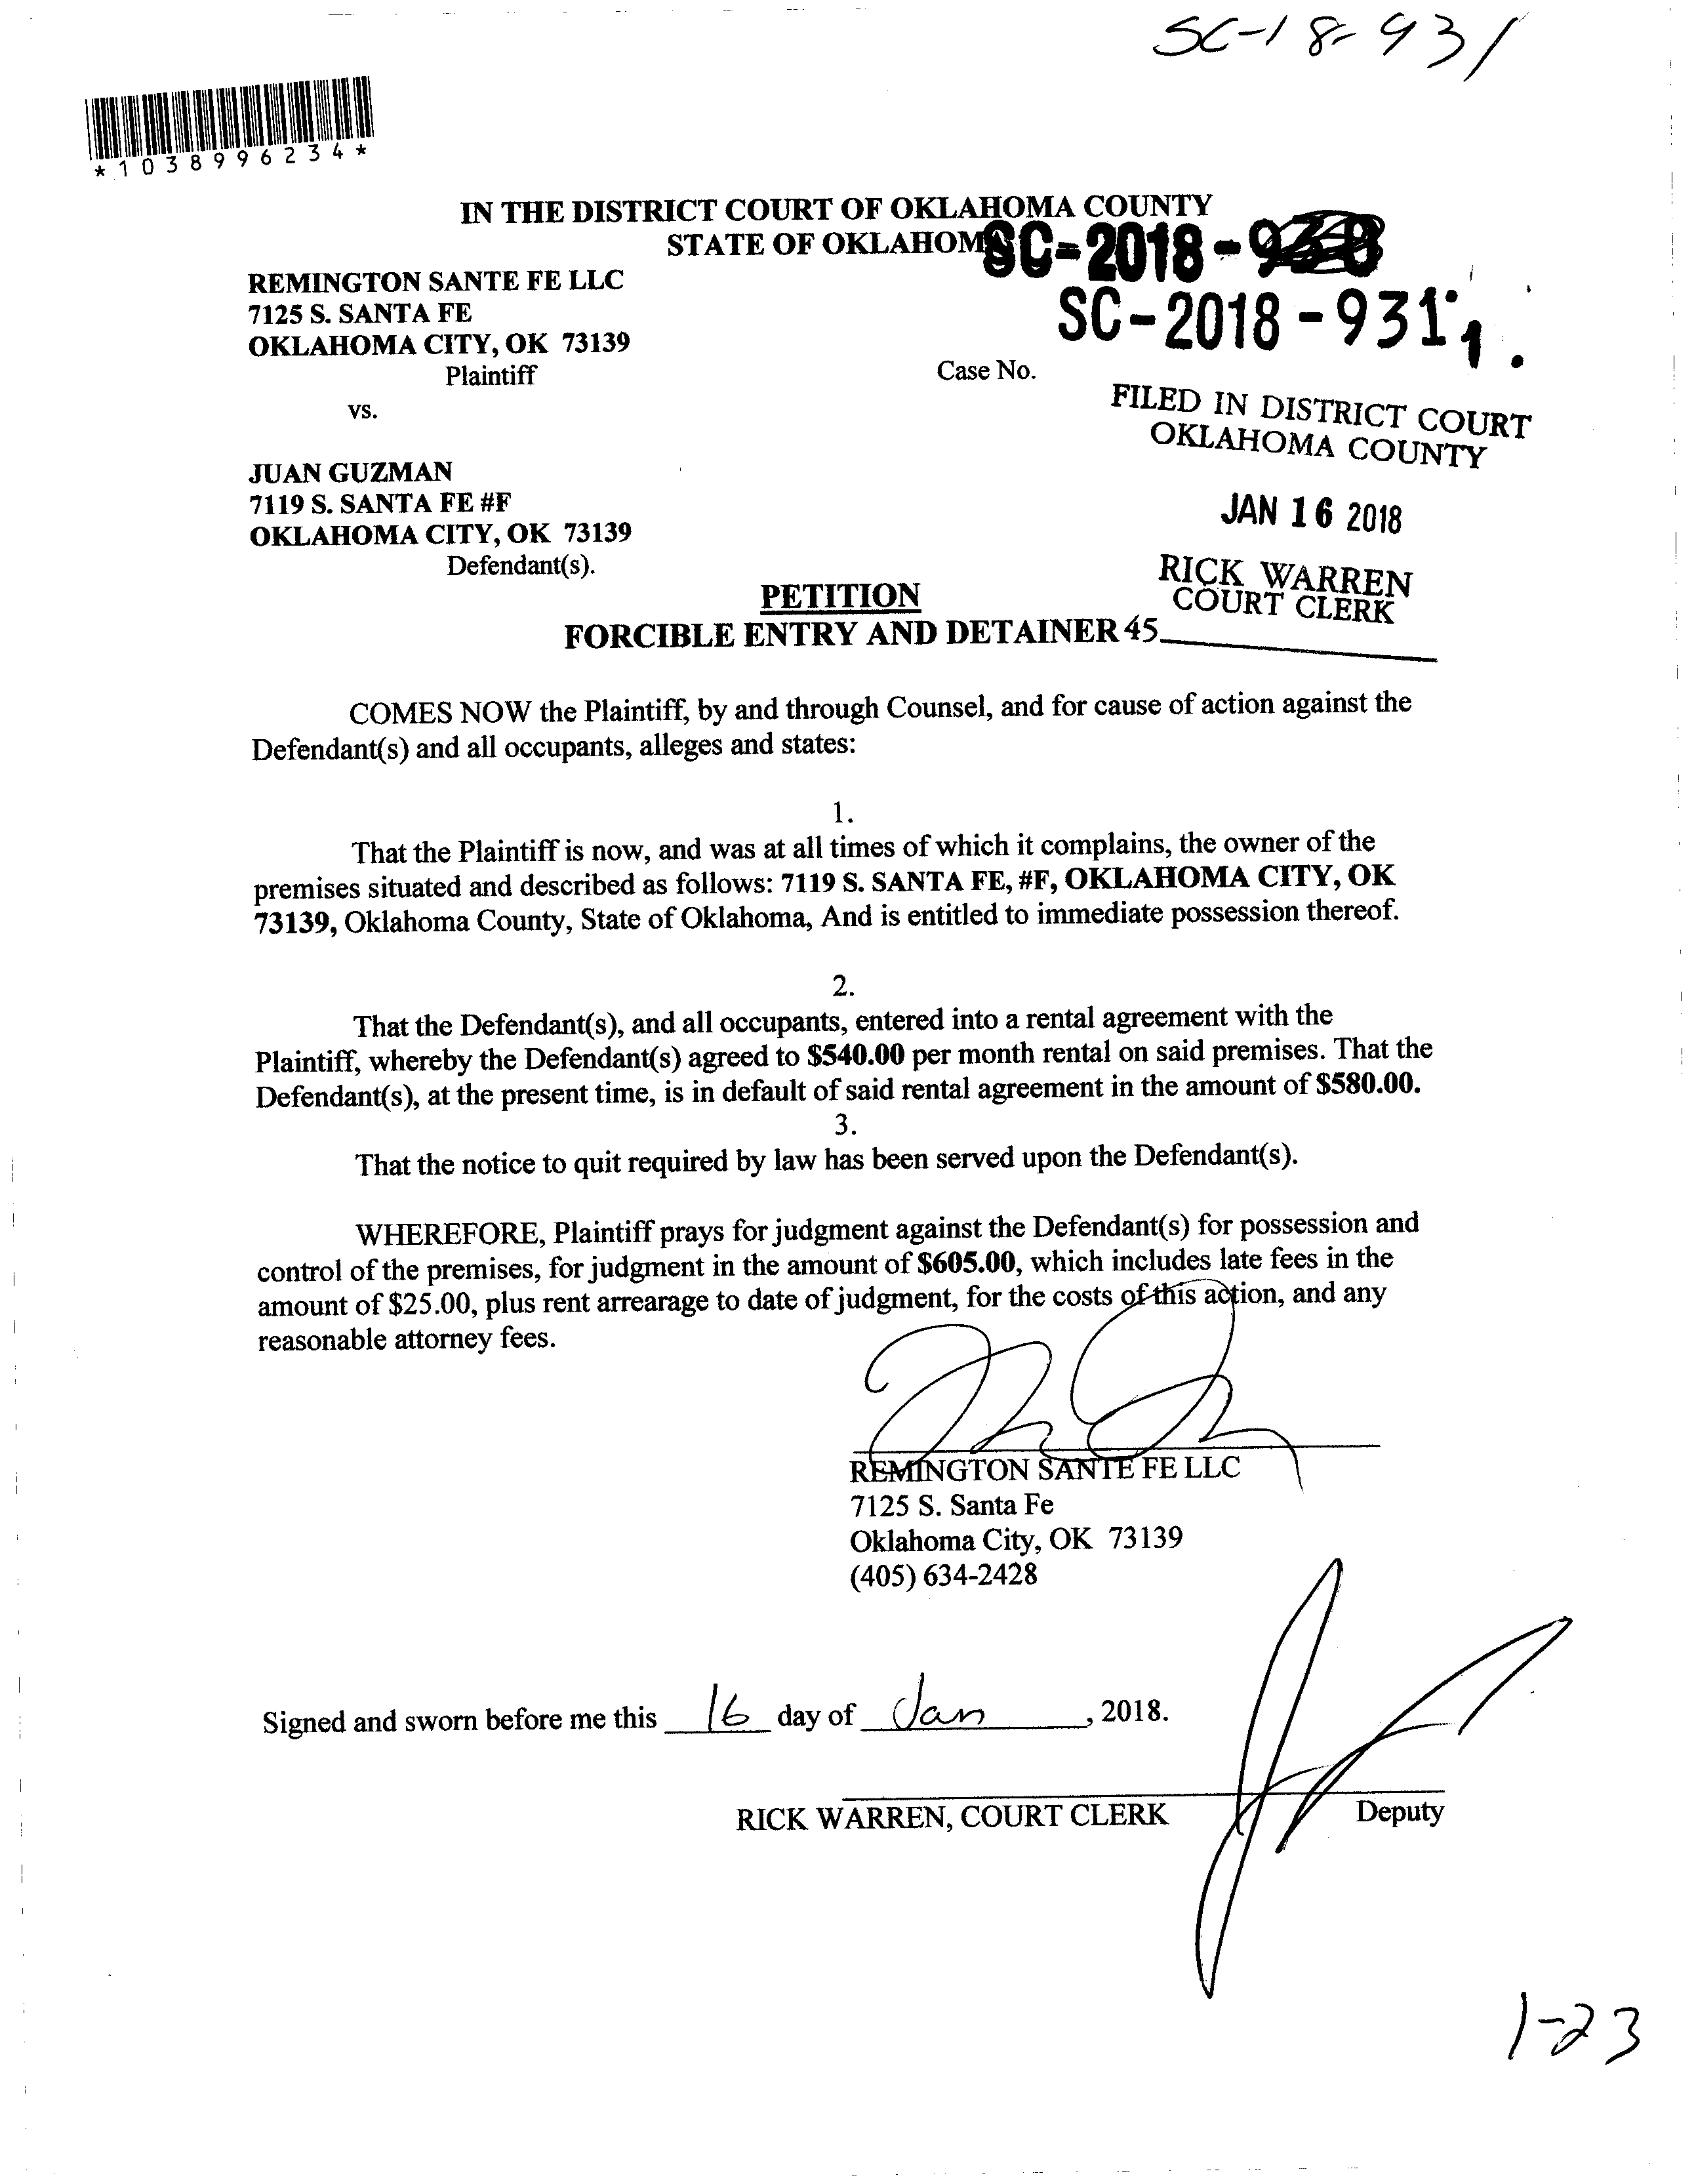 SC-18-931
*1038996234*
IN THE DISTRICT COURT OF OKLAHOMA COUNTY
STATE OF OKLAHOM
SC-2018-9
REMINGTON SANTE FE LLC
7125 S. SANTA FE
SC-2018-931
OKLAHOMA CITY, OK 73139
Plaintiff
Case No.
vs.
FILED IN DISTRICT COURT
OKLAHOMA COUNTY
JUAN GUZMAN
7119 S. SANTA FE #F
JAN 16 2018
OKLAHOMA CITY, OK 73139
Defendant(s).
RICK WARREN
COURT CLERK
PETITION
FORCIBLE ENTRY AND DETAINER 45
COMES NOW the Plaintiff, by and through Counsel, and for cause of action against the
Defendant(s) and all occupants, alleges and states:
1.
That the Plaintiff is now, and was at all times of which it complains, the owner of the
premises situated and described as follows: 7119 S. SANTA FE, #F, OKLAHOMA CITY, OK
73139, Oklahoma County, State of Oklahoma, And is entitled to immediate possession thereof.
2.
That the Defendant(s), and all occupants, entered into a rental agreement with the
Plaintiff, whereby the Defendant(s) agreed to $540.00 per month rental on said premises. That the
Defendant(s), at the present time, is in default of said rental agreement in the amount of $580.00.
3.
That the notice to quit required by law has been served upon the Defendant(s).
WHEREFORE, Plaintiff prays for judgment against the Defendant(s) for possession and
control of the premises, for judgment in the amount of $605.00, which includes late fees in the
amount of $25.00, plus rent arrearage to date of judgment, for the costs of this action, and any
reasonable attorney fees.
REMINGTON SANTE FE LLC
7125 S. Santa Fe
Oklahoma City, OK 73139
(405) 634-2428
Signed and sworn before me this 16 day of Jan, 2018.
RICK WARREN, COURT CLERK Deputy
1-23